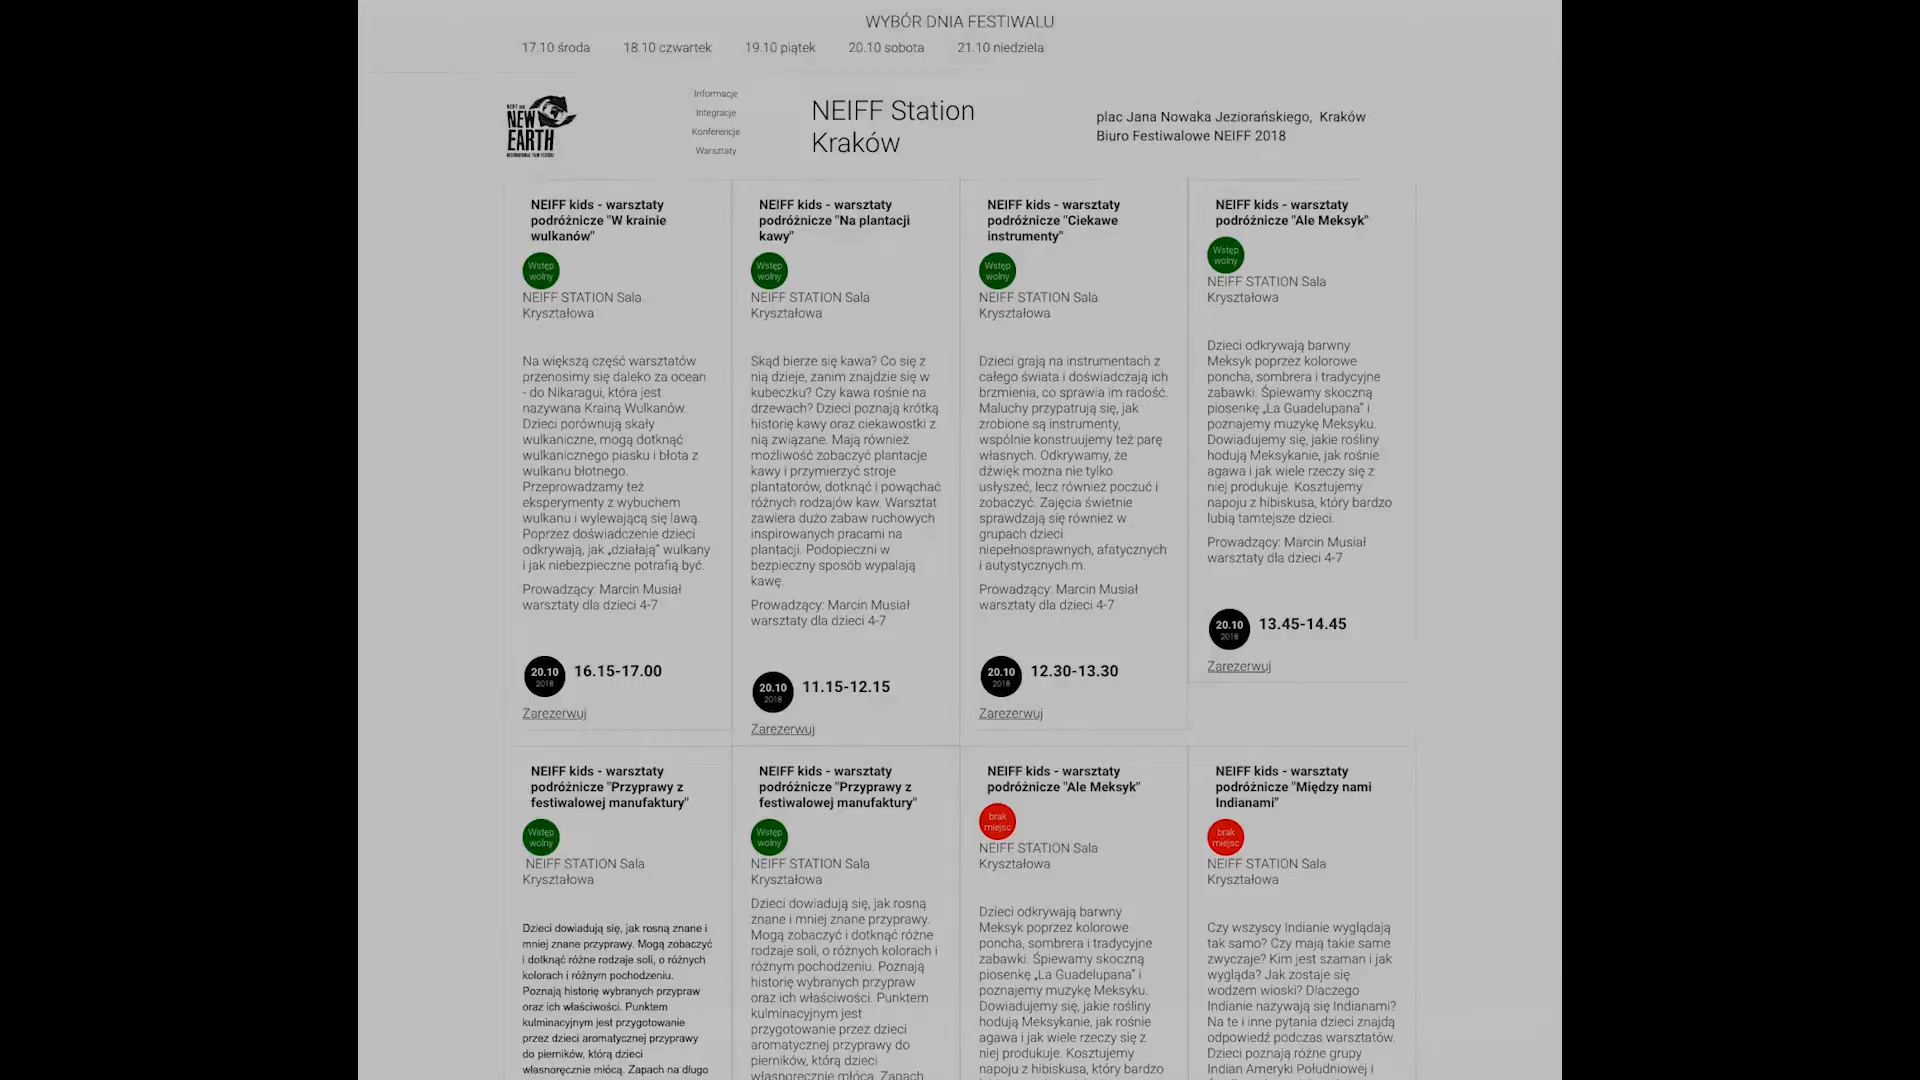 WYBÓR DNIA FESTIWALU
17.10 środa 18.10 czwartek 19.10 piątek 20.10 sobota 21.10 niedziela
NEW
EARTH
Informacje
Integracje
Konferencje
Warsztaty
NEIFF Station
Kraków
plac Jana Nowaka Jeziorańskiego, Kraków
Biuro Festiwalowe NEIFF 2018
NEIFF kids - warsztaty
podróżnicze "W krainie
wulkanów"
Wstęp
wolny
NEIFF STATION Sala
Kryształowa
Na większą część warsztatów
przenosimy się daleko za ocean
- do Nikaragui, która jest
nazywana Krainą Wulkanów.
Dzieci porównują skały
wulkaniczne, mogą dotknąć
wulkanicznego piasku i błota z
wulkanu błotnego.
Przeprowadzamy też
eksperymenty z wybuchem
wulkanu i wylewającą się lawą.
Poprzez doświadczenie dzieci
odkrywają, jak „działają” wulkany
i jak niebezpieczne potrafią być.
Prowadzący: Marcin Musiał
warsztaty dla dzieci 4-7
20.10
2018
16.15-17.00
Zarezerwuj
NEIFF kids - warsztaty
podróżnicze "Na plantacji
kawy"
Wstęp
wolny
NEIFF STATION Sala
Kryształowa
Skąd bierze się kawa? Co się z
nią dzieje, zanim znajdzie się w
kubeczku? Czy kawa rośnie na
drzewach? Dzieci poznają krótką
historię kawy oraz ciekawostki z
nią związane. Mają również
możliwość zobaczyć plantacje
kawy i przymierzyć stroje
plantatorów, dotknąć i powąchać
różnych rodzajów kaw. Warsztat
zawiera dużo zabaw ruchowych
inspirowanych pracami na
plantacji. Podopieczni w
bezpieczny sposób wypalają
kawę.
Prowadzący: Marcin Musiał
warsztaty dla dzieci 4-7
20.10
2018
11.15-12.15
Zarezerwuj
NEIFF kids - warsztaty
podróżnicze "Ciekawe
instrumenty"
Wstęp
wolny
NEIFF STATION Sala
Kryształowa
Dzieci grają na instrumentach z
całego świata i doświadczają ich
brzmienia, co sprawia im radość.
Maluchy przypatrują się, jak
zrobione są instrumenty,
wspólnie konstruujemy też parę
własnych. Odkrywamy, że
dźwięk można nie tylko
usłyszeć, lecz również poczuć i
zobaczyć. Zajęcia świetnie
sprawdzają się również w
grupach dzieci
niepełnosprawnych, afatycznych
i autystycznych.m.
Prowadzący: Marcin Musiał
warsztaty dla dzieci 4-7
20.10
2018
12.30-13.30
Zarezerwuj
NEIFF kids - warsztaty
podróżnicze "Ale Meksyk"
Wstęp
wolny
NEIFF STATION Sala
Kryształowa
Dzieci odkrywają barwny
Meksyk poprzez kolorowe
poncha, sombrera i tradycyjne
zabawki. Śpiewamy skoczną
piosenkę „La Guadelupana” i
poznajemy muzykę Meksyku.
Dowiadujemy się, jakie rośliny
hodują Meksykanie, jak rośnie
agawa i jak wiele rzeczy się z
niej produkuje. Kosztujemy
napoju z hibiskusa, który bardzo
lubią tamtejsze dzieci.
Prowadzący: Marcin Musiał
warsztaty dla dzieci 4-7
20.10
2018
13.45-14.45
Zarezerwuj
NEIFF kids - warsztaty
podróżnicze "Przyprawy z
festiwalowej manufaktury"
Wstęp
wolny
NEIFF STATION Sala
Kryształowa
Dzieci dowiadują się, jak rosną znane i
mniej znane przyprawy. Mogą zobaczyć
i dotknąć różne rodzaje soli, o różnych
kolorach i różnym pochodzeniu.
Poznają historię wybranych przypraw
oraz ich właściwości. Punktem
kulminacyjnym jest przygotowanie
przez dzieci aromatycznej przyprawy
do pierników, którą dzieci
własnoręcznie młócą. Zapach na długo
NEIFF kids - warsztaty
podróżnicze "Przyprawy z
festiwalowej manufaktury"
Wstęp
wolny
NEIFF STATION Sala
Kryształowa
Dzieci dowiadują się, jak rosną
znane i mniej znane przyprawy.
Mogą zobaczyć i dotknąć różne
rodzaje soli, o różnych kolorach i
różnym pochodzeniu. Poznają
historię wybranych przypraw
oraz ich właściwości. Punktem
kulminacyjnym jest
przygotowanie przez dzieci
aromatycznej przyprawy do
pierników, którą dzieci
własnoręcznie młócą. Zapach
NEIFF kids - warsztaty
podróżnicze "Ale Meksyk"
brak
miejsc
NEIFF STATION Sala
Kryształowa
Dzieci odkrywają barwny
Meksyk poprzez kolorowe
poncha, sombrera i tradycyjne
zabawki. Śpiewamy skoczną
piosenkę „La Guadelupana” i
poznajemy muzykę Meksyku.
Dowiadujemy się, jakie rośliny
hodują Meksykanie, jak rośnie
agawa i jak wiele rzeczy się z
niej produkuje. Kosztujemy
napoju z hibiskusa, który bardzo
NEIFF kids - warsztaty
podróżnicze "Między nami
Indianami"
brak
miejsc
NEIFF STATION Sala
Kryształowa
Czy wszyscy Indianie wyglądają
tak samo? Czy mają takie same
zwyczaje? Kim jest szaman i jak
wygląda? Jak zostaje się
wodzem wioski? Dlaczego
Indianie nazywają się Indianami?
Na te i inne pytania dzieci znajdą
odpowiedź podczas warsztatów.
Dzieci poznają różne grupy
Indian Ameryki Południowej i